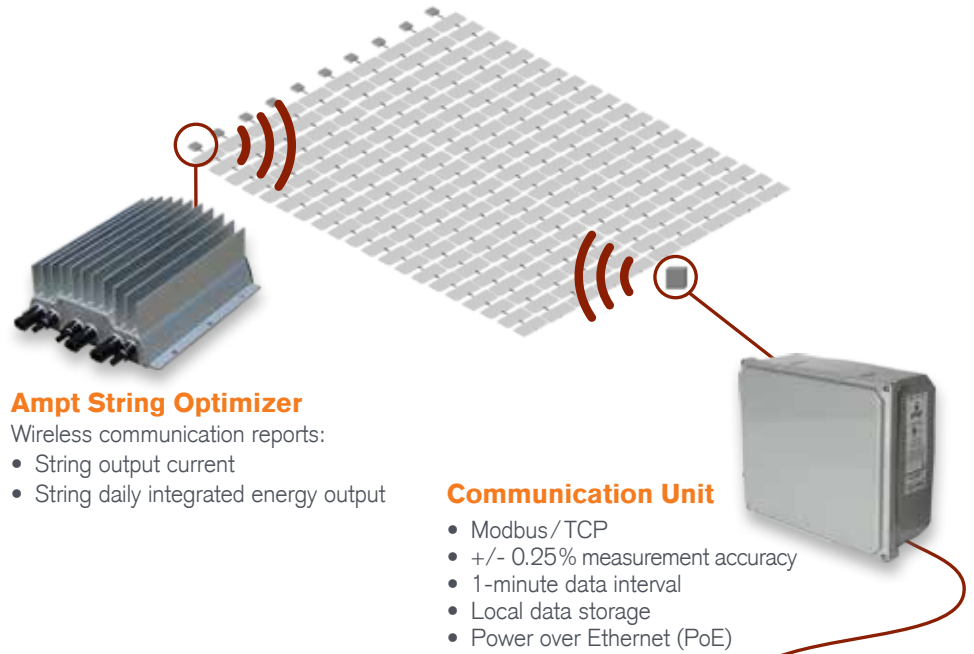 Ampt String Optimizer
Wireless communication reports:
• String output current
• String daily integrated energy output
Communication Unit
• Modbus/TCP
• +/- 0.25% measurement accuracy
• 1-minute data interval
• Local data storage
• Power over Ethernet (PoE)